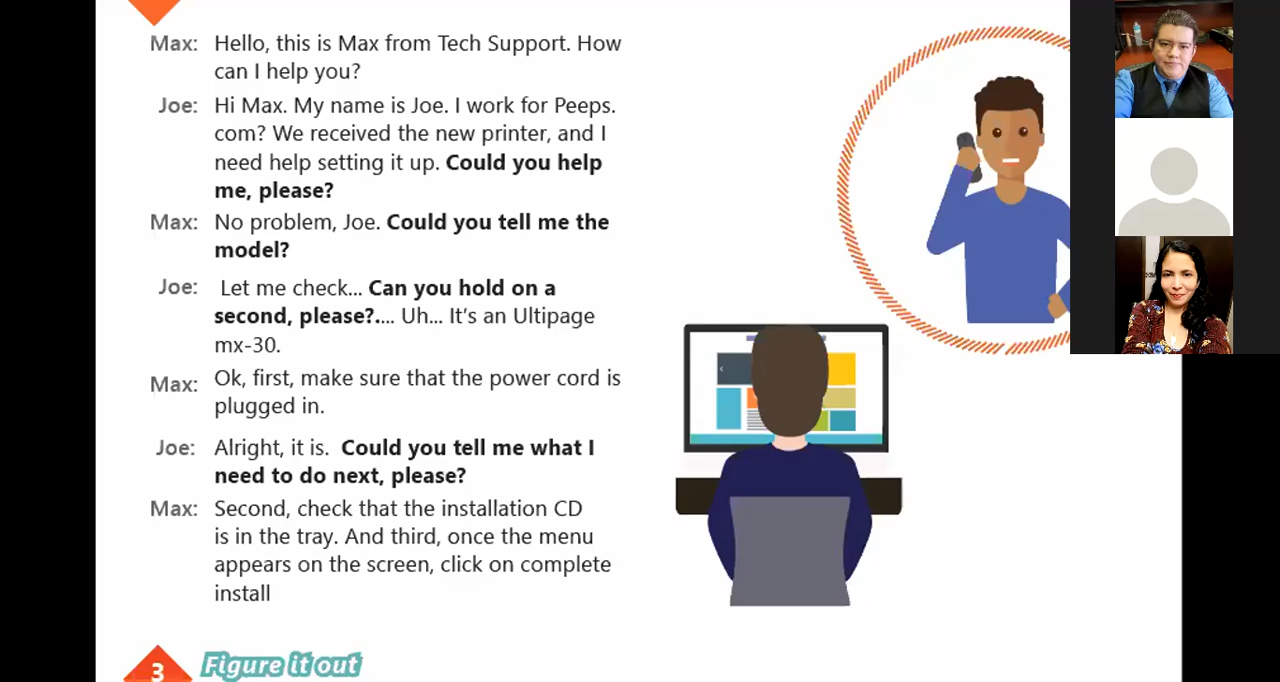 Max: Hello, this is Max from Tech Support. How
can I help you?
Joe: Hi Max. My name is Joe. I work for Peeps.
com? We received the new printer, and I
need help setting it up. Could you help
me, please?
Max: No problem, Joe. Could you tell me the
model?
Joe: Let me check... Can you hold on a
second, please?.... Uh... It's an Ultipage
mx-30.
Max: Ok, first, make sure that the power cord is
plugged in.
Joe: Alright, it is. Could you tell me what I
need to do next, please?
Max: Second, check that the installation CD
is in the tray. And third, once the menu
appears on the screen, click on complete
install
3 Figure it out